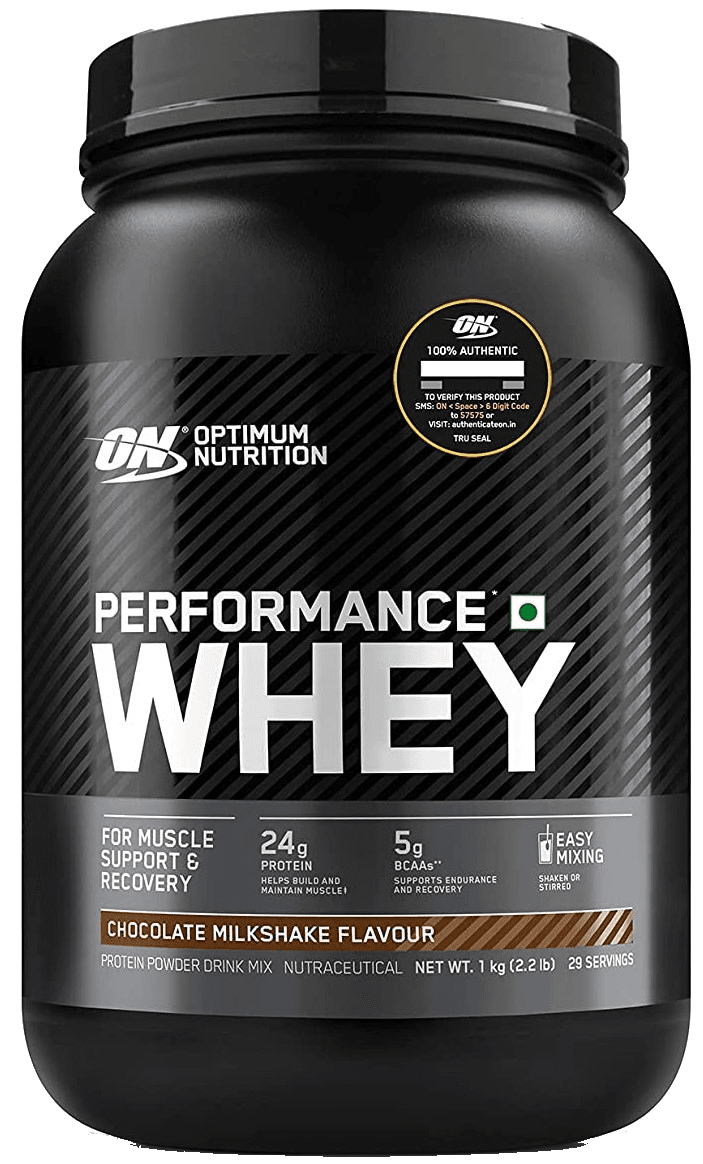 ON
100% AUTHENTIC
TO VERIFY THIS PRODUCT
SMS: ON < Space > 6 Digit Code
to 57575 or
VISIT: authenticateon.in
TRU SEAL
ON® OPTIMUM
NUTRITION
PERFORMANCE*
WHEY
FOR MUSCLE
SUPPORT &
RECOVERY
24g
PROTEIN
HELPS BUILD AND
MAINTAIN MUSCLE‡
5g
BCAAs**
SUPPORTS ENDURANCE
AND RECOVERY
EASY
MIXING
SHAKEN OR
STIRRED
CHOCOLATE MILKSHAKE FLAVOUR
PROTEIN POWDER DRINK MIX NUTRACEUTICAL NET WT. 1 kg (2.2 lb) 29 SERVINGS